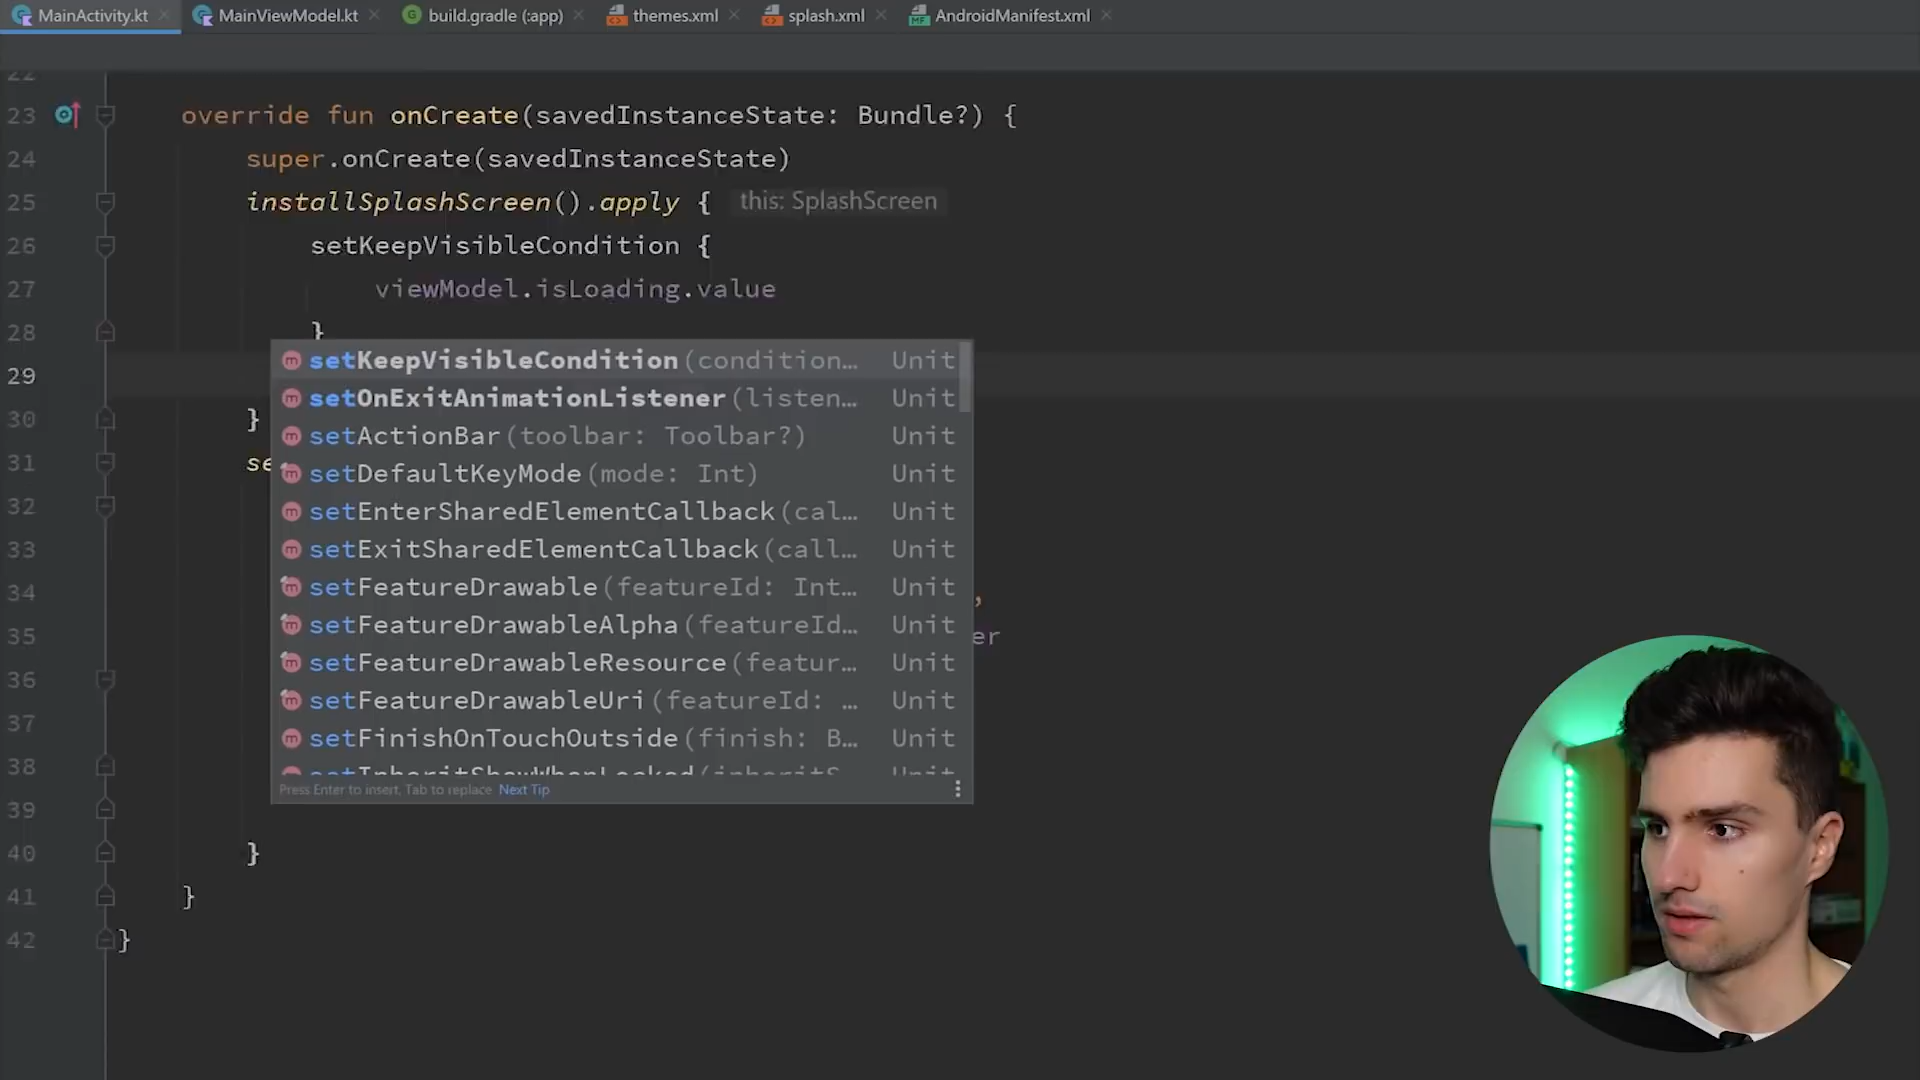 MainActivity.kt
MainViewModel.kt
build.gradle (:app)
themes.xml
splash.xml
AndroidManifest.xml
22
23 override fun onCreate(savedInstanceState: Bundle?) {
24 super.onCreate(savedInstanceState)
25 installSplashScreen().apply { this: SplashScreen
26 setKeepVisibleCondition {
27 viewModel.isLoading.value
28 }
29
30 }
31 se
32
33
34 ,
35 er
36
37
38
39
40 }
41 }
42 }
setKeepVisibleCondition(condition… Unit
setOnExitAnimationListener(listen… Unit
setActionBar(toolbar: Toolbar?) Unit
setDefaultKeyMode(mode: Int) Unit
setEnterSharedElementCallback(cal… Unit
setExitSharedElementCallback(call… Unit
setFeatureDrawable(featureId: Int… Unit
setFeatureDrawableAlpha(featureId… Unit
setFeatureDrawableResource(featur… Unit
setFeatureDrawableUri(featureId: … Unit
setFinishOnTouchOutside(finish: B… Unit
setInheritShowWhenLocked(inheritS… Unit
Press Enter to insert, Tab to replace Next Tip